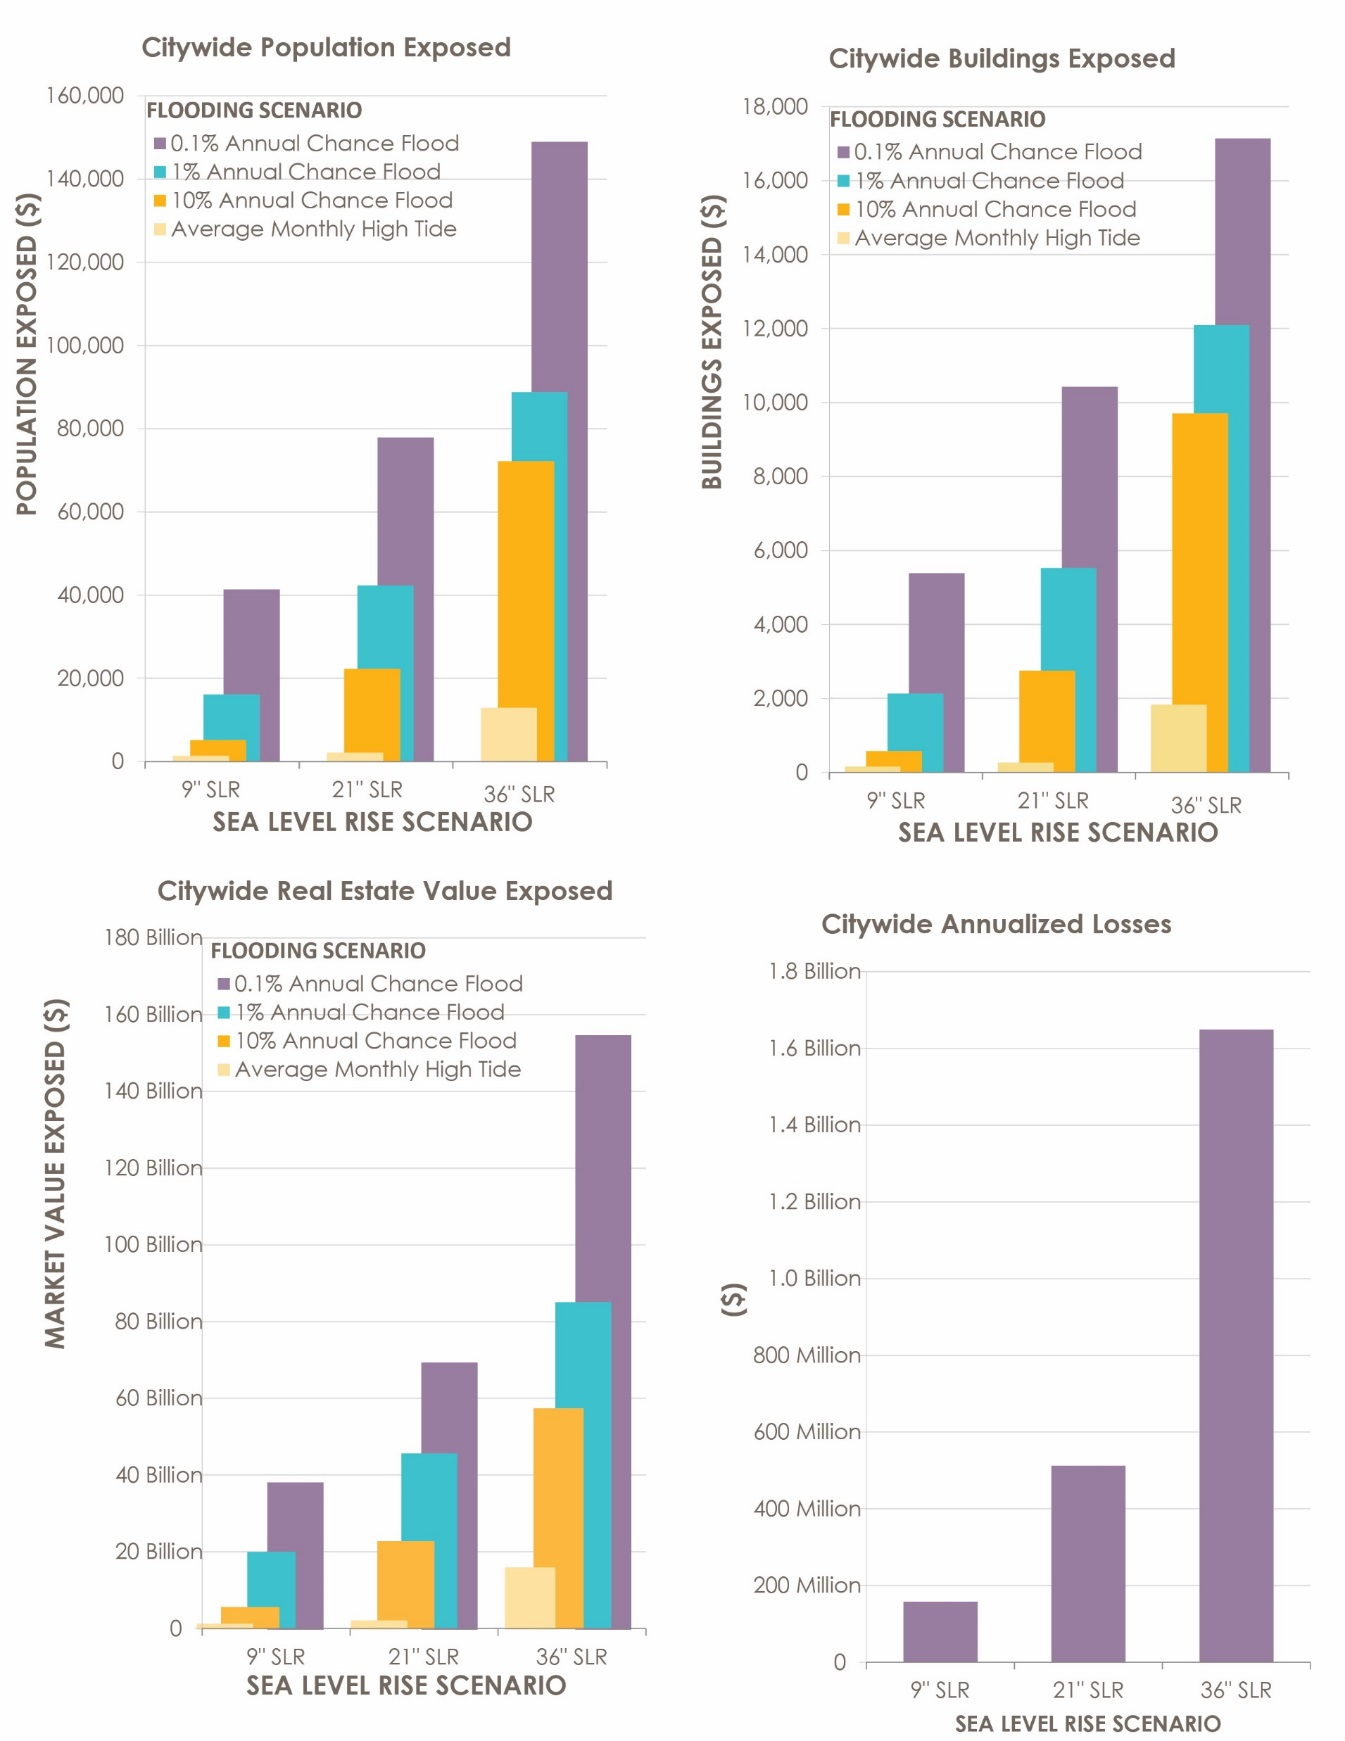 Citywide Population Exposed
POPULATION EXPOSED ($)
160,000
140,000
120,000
100,000
80,000
60,000
40,000
20,000
0
FLOODING SCENARIO
0.1% Annual Chance Flood
1% Annual Chance Flood
10% Annual Chance Flood
Average Monthly High Tide
9" SLR
21" SLR
36" SLR
SEA LEVEL RISE SCENARIO
Citywide Buildings Exposed
BUILDINGS EXPOSED ($)
18,000
16,000
14,000
12,000
10,000
8,000
6,000
4,000
2,000
0
FLOODING SCENARIO
0.1% Annual Chance Flood
1% Annual Chance Flood
10% Annual Chance Flood
Average Monthly High Tide
9" SLR
21" SLR
36" SLR
SEA LEVEL RISE SCENARIO
Citywide Real Estate Value Exposed
MARKET VALUE EXPOSED ($)
180 Billion
160 Billion
140 Billion
120 Billion
100 Billion
80 Billion
60 Billion
40 Billion
20 Billion
0
FLOODING SCENARIO
0.1% Annual Chance Flood
1% Annual Chance Flood
10% Annual Chance Flood
Average Monthly High Tide
9" SLR
21" SLR
36" SLR
SEA LEVEL RISE SCENARIO
Citywide Annualized Losses
($)
1.8 Billion
1.6 Billion
1.4 Billion
1.2 Billion
1.0 Billion
800 Million
600 Million
400 Million
200 Million
0
9" SLR
21" SLR
36" SLR
SEA LEVEL RISE SCENARIO